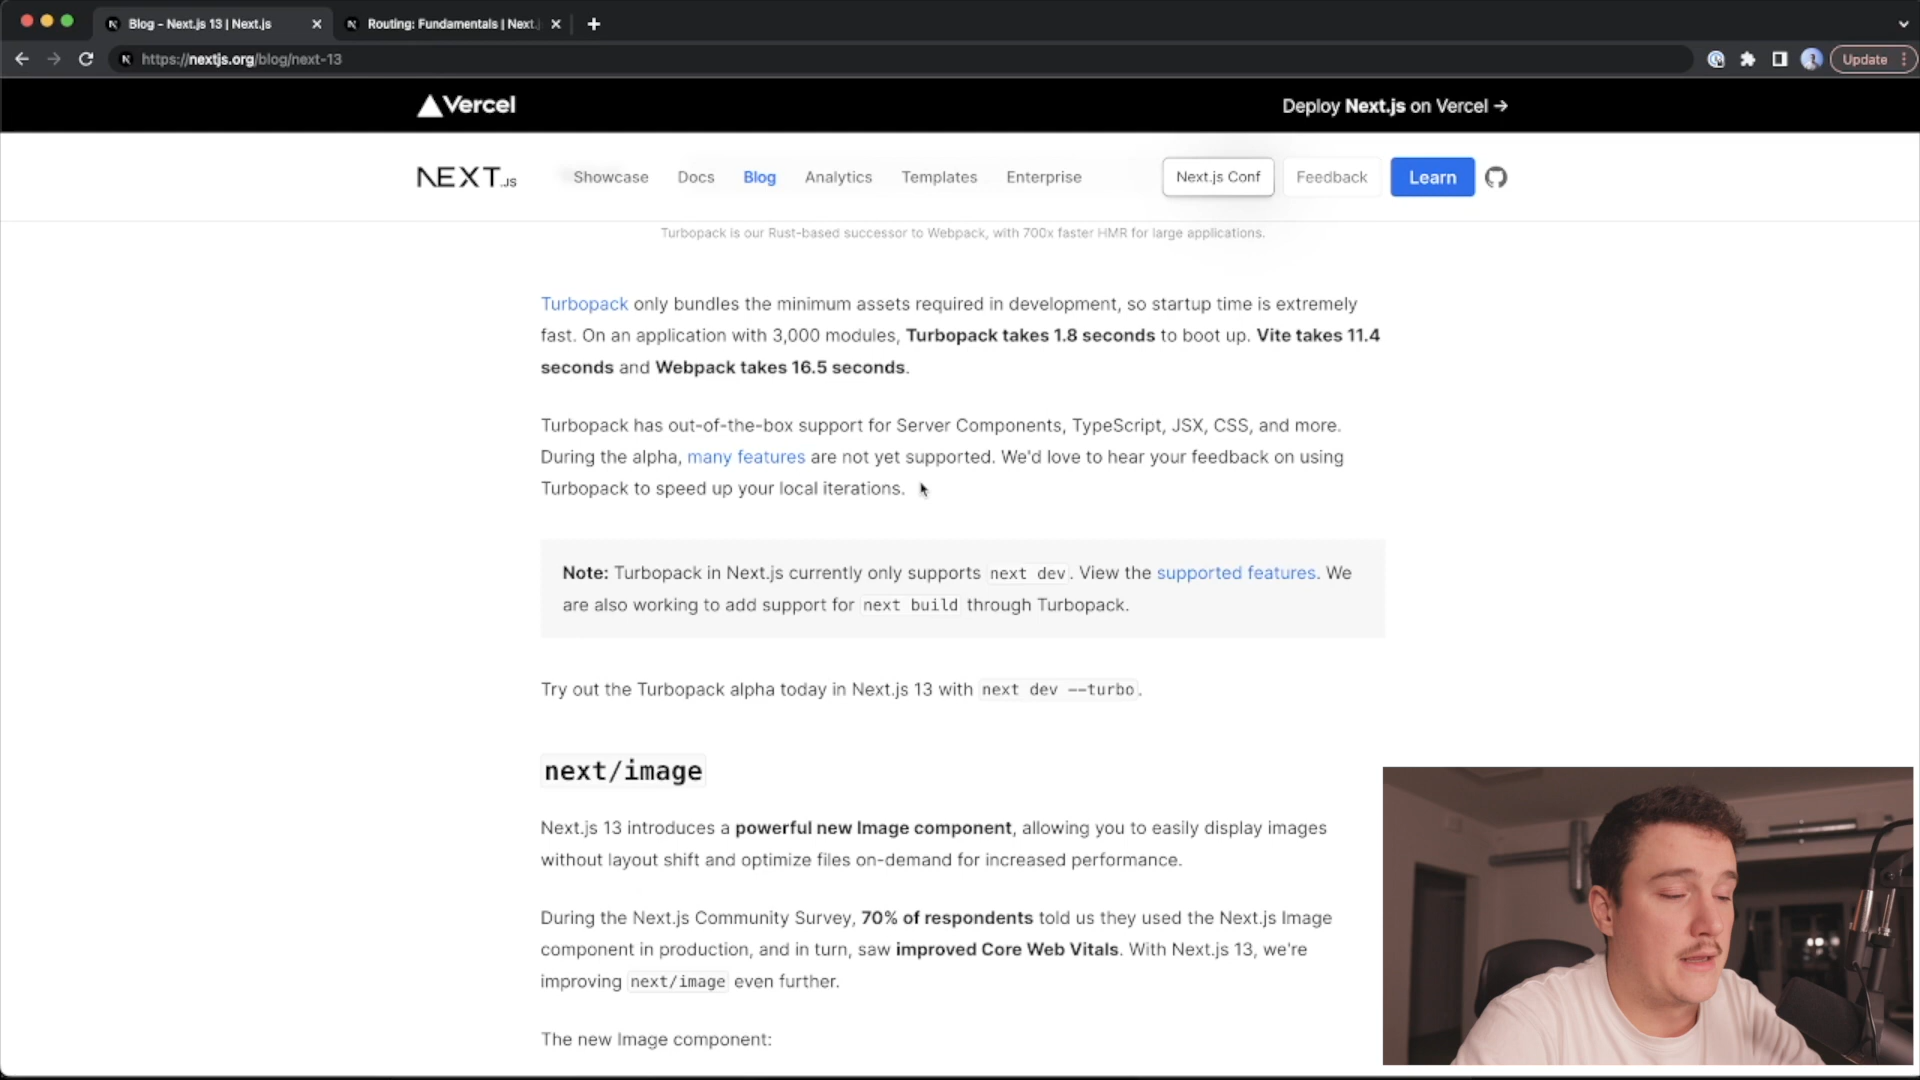 Blog – Next.js 13 | Next.js
Routing: Fundamentals | Next.
https://nextjs.org/blog/next-13
Update
Vercel
Deploy Next.js on Vercel →
NEXT.JS
Showcase
Docs
Blog
Analytics
Templates
Enterprise
Next.js Conf
Feedback
Learn
Turbopack is our Rust-based successor to Webpack, with 700x faster HMR for large applications.
Turbopack only bundles the minimum assets required in development, so startup time is extremely
fast. On an application with 3,000 modules, Turbopack takes 1.8 seconds to boot up. Vite takes 11.4
seconds and Webpack takes 16.5 seconds.
Turbopack has out-of-the-box support for Server Components, TypeScript, JSX, CSS, and more.
During the alpha, many features are not yet supported. We'd love to hear your feedback on using
Turbopack to speed up your local iterations.
Note: Turbopack in Next.js currently only supports next dev. View the supported features. We
are also working to add support for next build through Turbopack.
Try out the Turbopack alpha today in Next.js 13 with next dev --turbo.
next/image
Next.js 13 introduces a powerful new Image component, allowing you to easily display images
without layout shift and optimize files on-demand for increased performance.
During the Next.js Community Survey, 70% of respondents told us they used the Next.js Image
component in production, and in turn, saw improved Core Web Vitals. With Next.js 13, we're
improving next/image even further.
The new Image component: